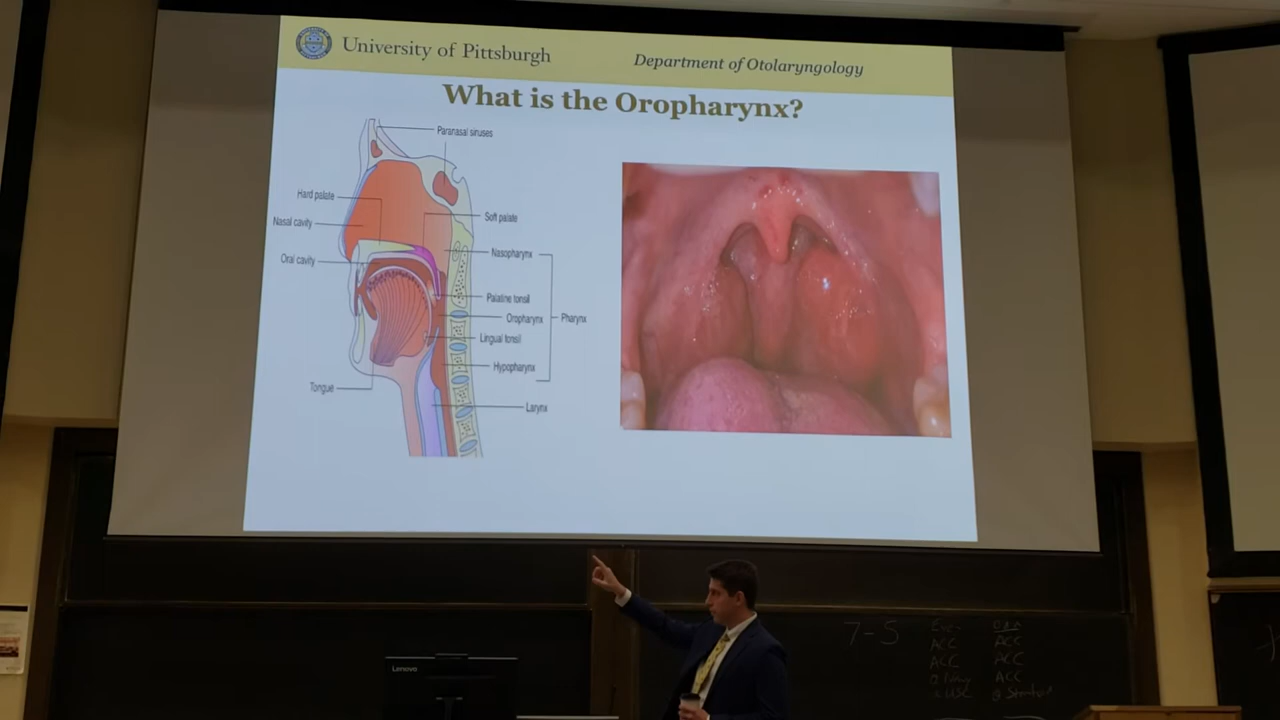 University of Pittsburgh
Department of Otolaryngology
What is the Oropharynx?
Paranasal sinuses
Hard palate
Soft palate
Nasal cavity
Nasopharynx
Oral cavity
Palatine tonsil
Oropharynx
Pharynx
Lingual tonsil
Hypopharynx
Tongue
Larynx
Lenovo
7-5
ACC ACC
ACC ACC
ACC